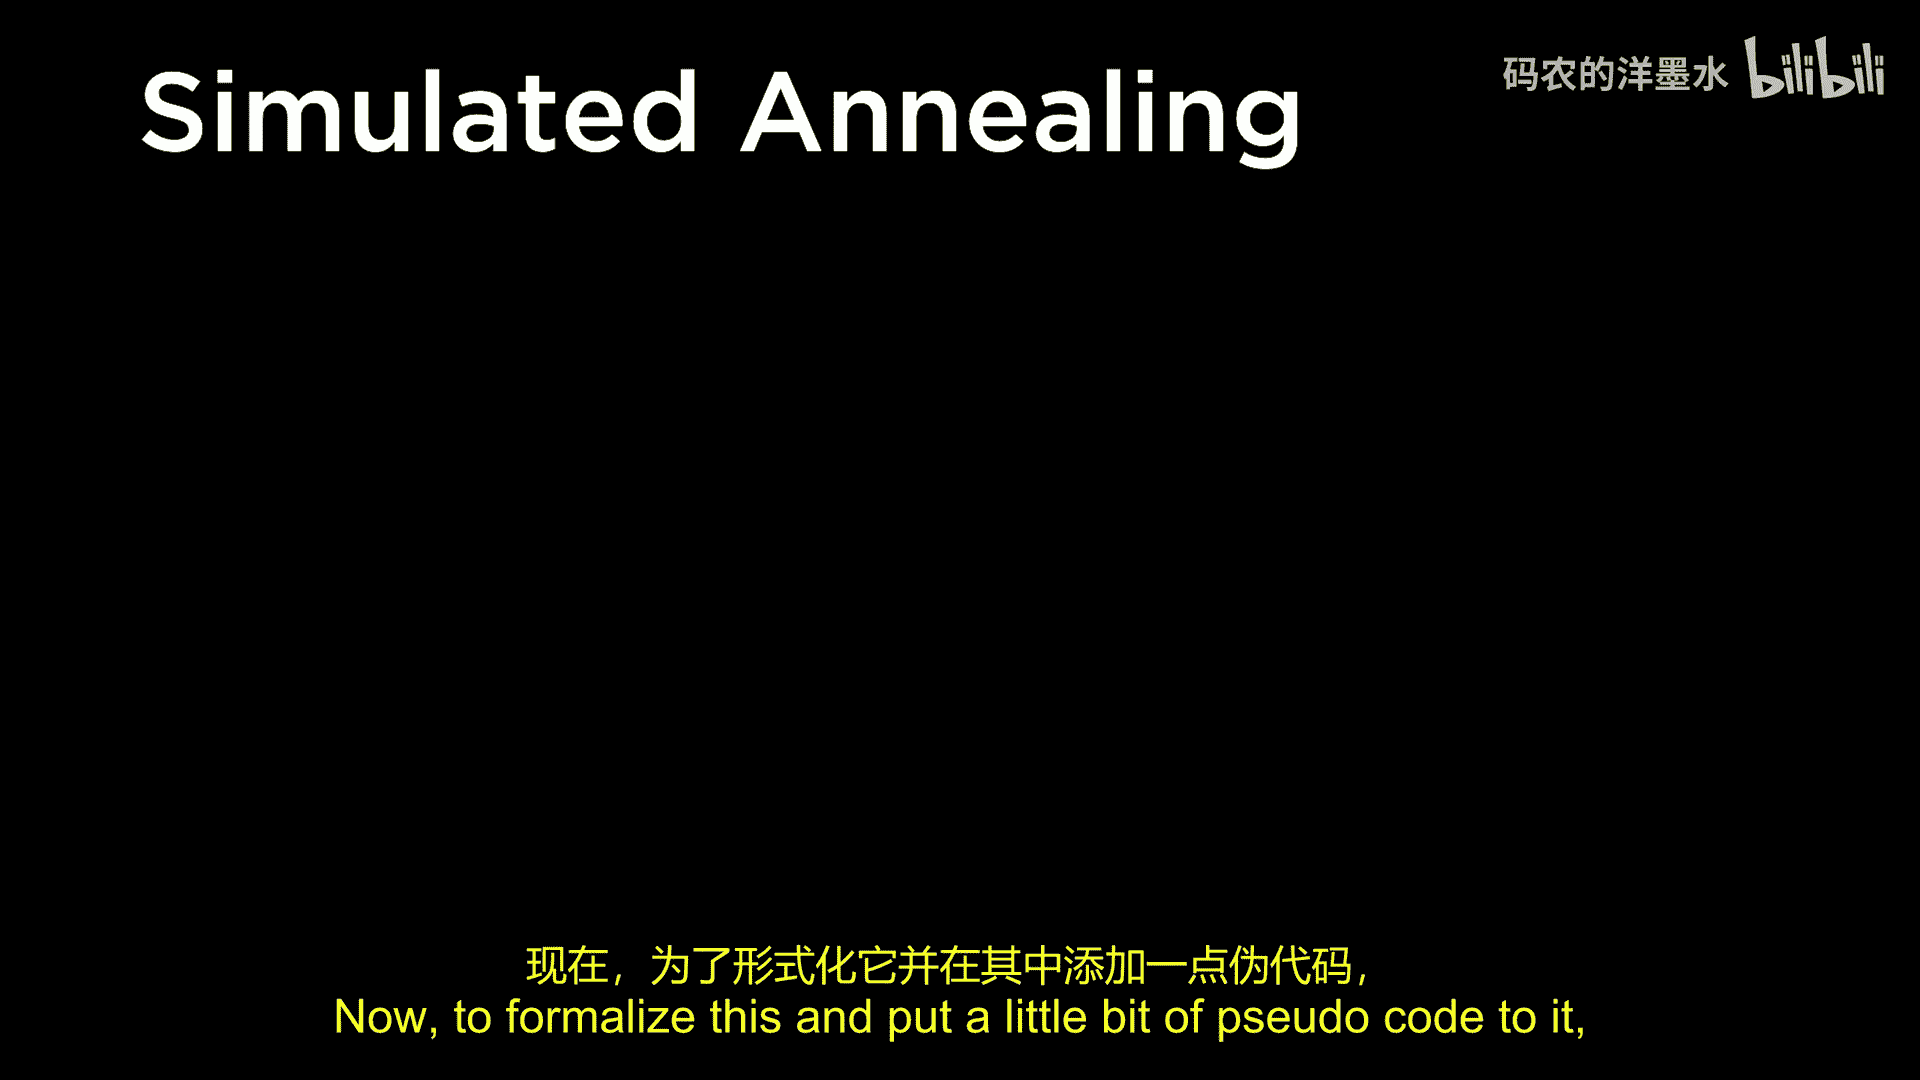 Simulated Annealing
码农的洋墨水 bilibili
现在，为了形式化它并在其中添加一点伪代码，
Now, to formalize this and put a little bit of pseudo code to it,